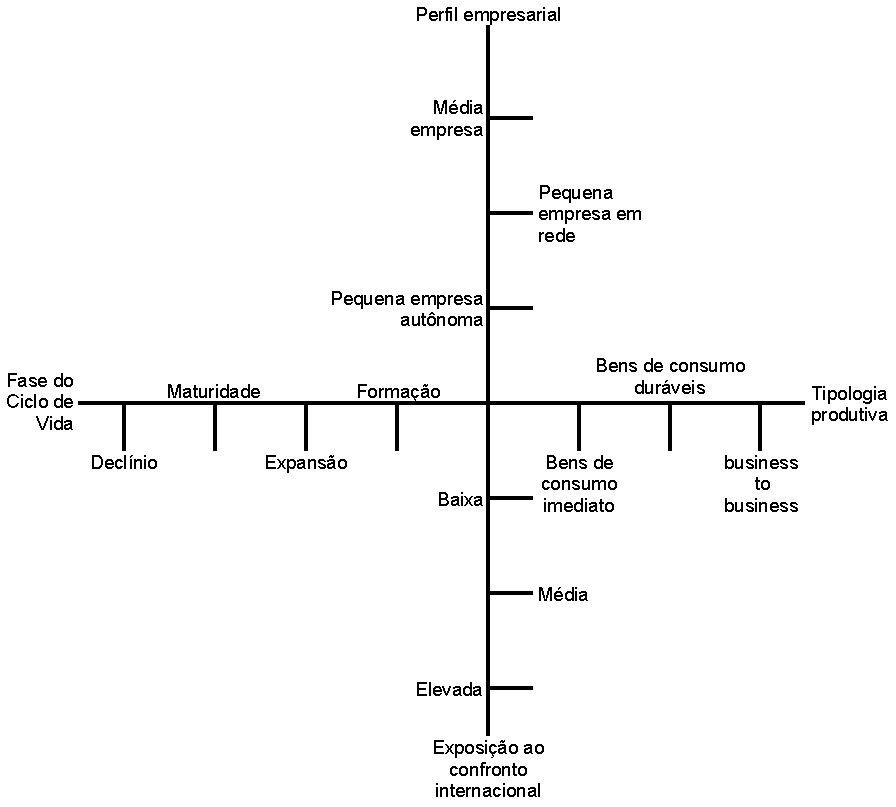 Perfil empresarial
Média
empresa
Pequena
empresa em
rede
Pequena empresa
autônoma
Fase do
Ciclo de
Vida
Maturidade
Formação
Bens de consumo
duráveis
Tipologia
produtiva
Declínio
Expansão
Bens de
consumo
imediato
business
to
business
Baixa
Média
Elevada
Exposição ao
confronto
internacional